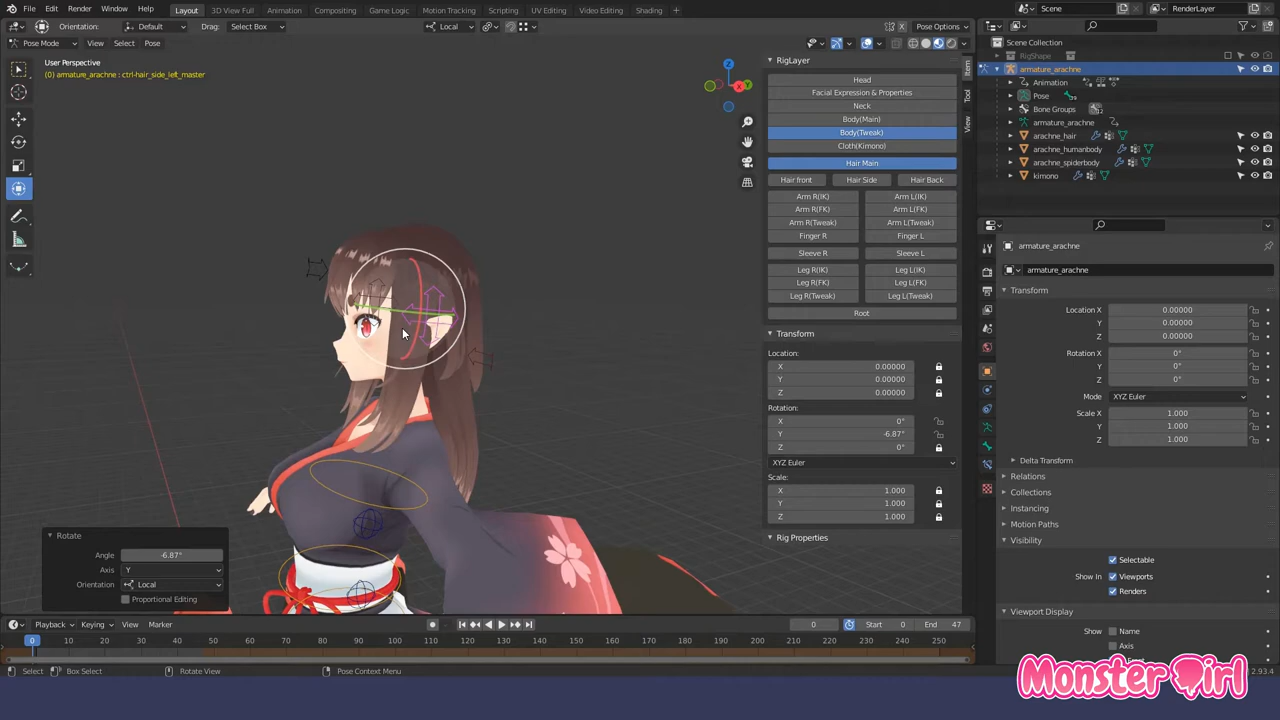 File Edit Render Window Help Layout 3D View Full Animation Compositing Game Logic Motion Tracking Scripting UV Editing Video Editing Shading + Scene RenderLayer
Orientation: Default Drag: Select Box Local Pose Options
Pose Mode View Select Pose
User Perspective
(0) armature_arachne : ctrl-hair_side_left_master
RigLayer
Head
Facial Expression & Properties
Neck
Body(Main)
Body(Tweak)
Cloth(Kimono)
Hair Main
Hair front Hair Side Hair Back
Arm R(IK) Arm L(IK)
Arm R(FK) Arm L(FK)
Arm R(Tweak) Arm L(Tweak)
Finger R Finger L
Sleeve R Sleeve L
Leg R(IK) Leg L(IK)
Leg R(FK) Leg L(FK)
Leg R(Tweak) Leg L(Tweak)
Root
Transform
Location:
X 0.00000
Y 0.00000
Z 0.00000
Rotation:
X 0°
Y -6.87°
Z 0°
XYZ Euler
Scale:
X 1.000
Y 1.000
Z 1.000
Rig Properties
Item
Tool
View
Scene Collection
RigShape
armature_arachne
Animation
Pose
Bone Groups
armature_arachne
arachne_hair
arachne_humanbody
arachne_spiderbody
kimono
armature_arachne
armature_arachne
Transform
Location X 0.00000
Y 0.00000
Z 0.00000
Rotation X 0°
Y 0°
Z 0°
Mode XYZ Euler
Scale X 1.000
Y 1.000
Z 1.000
Delta Transform
Relations
Collections
Instancing
Motion Paths
Visibility
Selectable
Show In Viewports
Renders
Viewport Display
Show Name
Axis
Rotate
Angle -6.87°
Axis Y
Orientation Local
Proportional Editing
Playback Keying View Marker 0 Start 0 End 47
0 10 20 30 40 50 60 70 80 90 100 110 120 130 140 150 160 170 180 190 200 210 220 230 240 250
Select Box Select Rotate View Pose Context Menu 2.93.4
Monster Girl